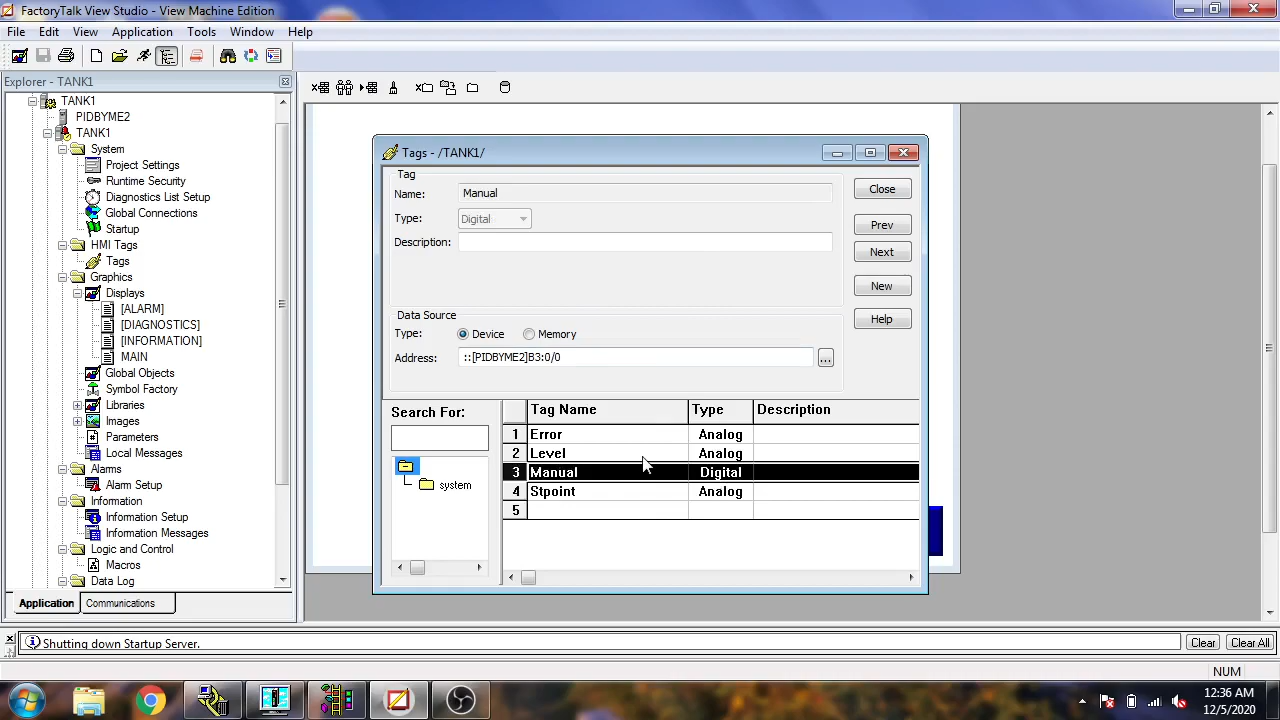 FactoryTalk View Studio - View Machine Edition
File Edit View Application Tools Window Help
Explorer - TANK1
TANK1
PIDBYME2
TANK1
System
Project Settings
Runtime Security
Diagnostics List Setup
Global Connections
Startup
HMI Tags
Tags
Graphics
Displays
[ALARM]
[DIAGNOSTICS]
[INFORMATION]
MAIN
Global Objects
Symbol Factory
Libraries
Images
Parameters
Local Messages
Alarms
Alarm Setup
Information
Information Setup
Information Messages
Logic and Control
Macros
Data Log
Application Communications
Tags - /TANK1/
Tag
Name: Manual
Type: Digital
Description:
Close
Prev
Next
New
Help
Data Source
Type: Device Memory
Address: ::[PIDBYME2]B3:0/0 ...
Search For:
system
Tag Name Type Description
1 Error Analog
2 Level Analog
3 Manual Digital
4 Stpoint Analog
5
Shutting down Startup Server.
Clear Clear All
NUM
12:36 AM
12/5/2020